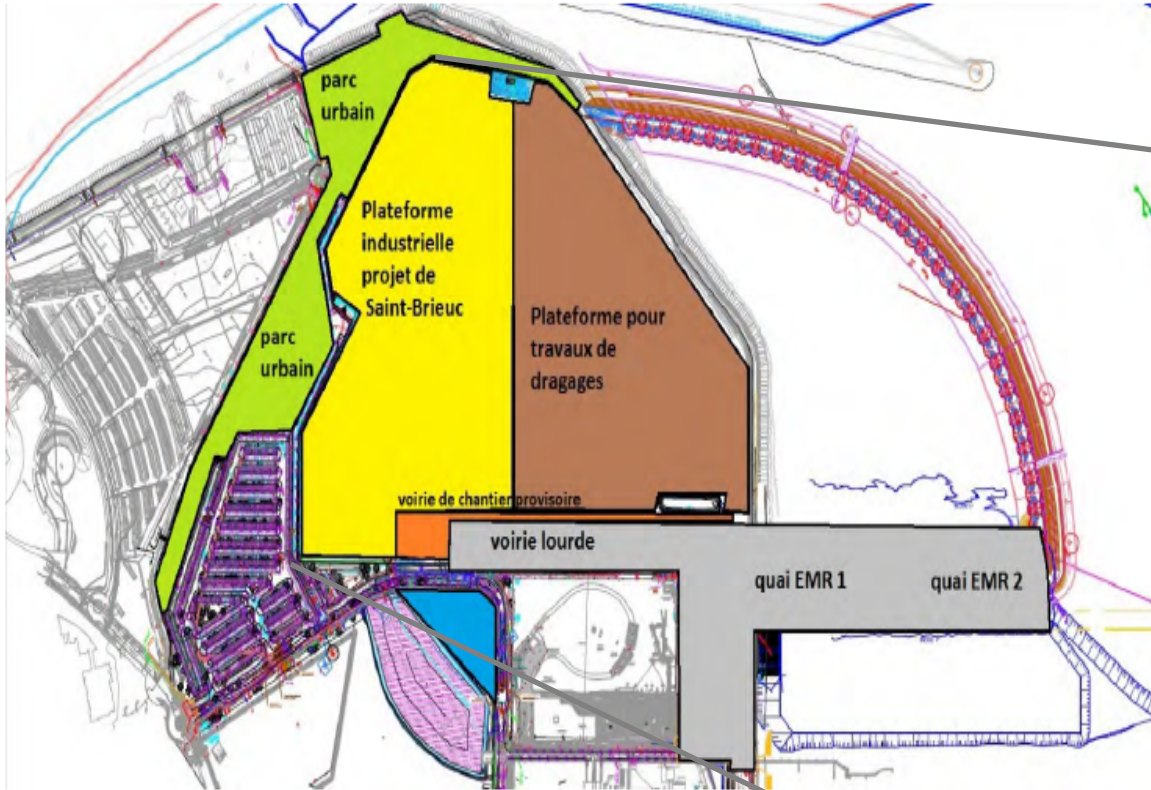 parc
urbain
Plateforme
industrielle
projet de
Saint-Brieuc
parc
urbain
Plateforme pour
travaux de
dragages
voirie de chantier provisoire
voirie lourde
quai EMR 1
quai EMR 2